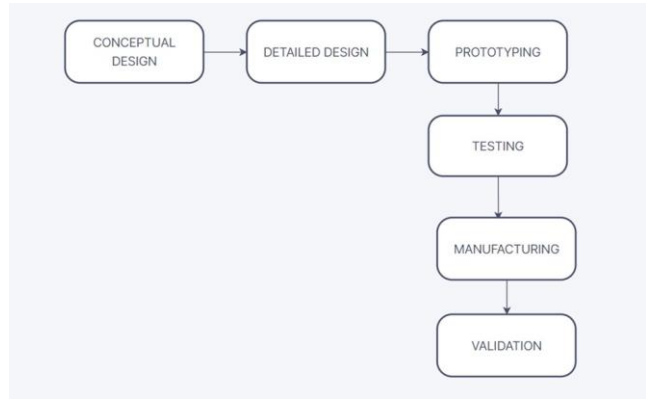 CONCEPTUAL
DESIGN
DETAILED DESIGN
PROTOTYPING
TESTING
MANUFACTURING
VALIDATION